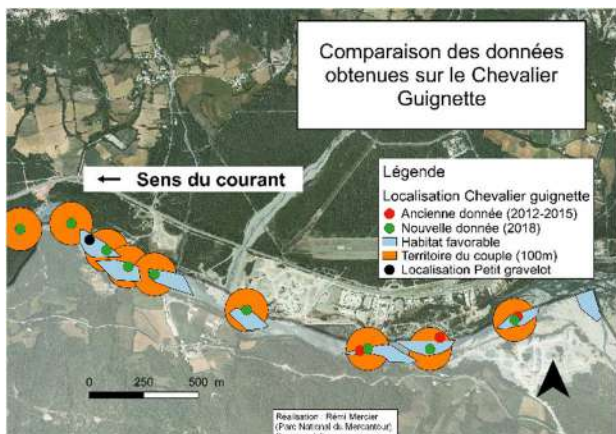 Comparaison des données
obtenues sur le Chevalier
Guignette
← Sens du courant
Légende
Localisation Chevalier guignette
Ancienne donnée (2012-2015)
Nouvelle donnée (2018)
Habitat favorable
Territoire du couple (100m)
Localisation Petit gravelot
0 250 500 m
Realisation : Rémi Mercier
(Parc National du Mercantour)